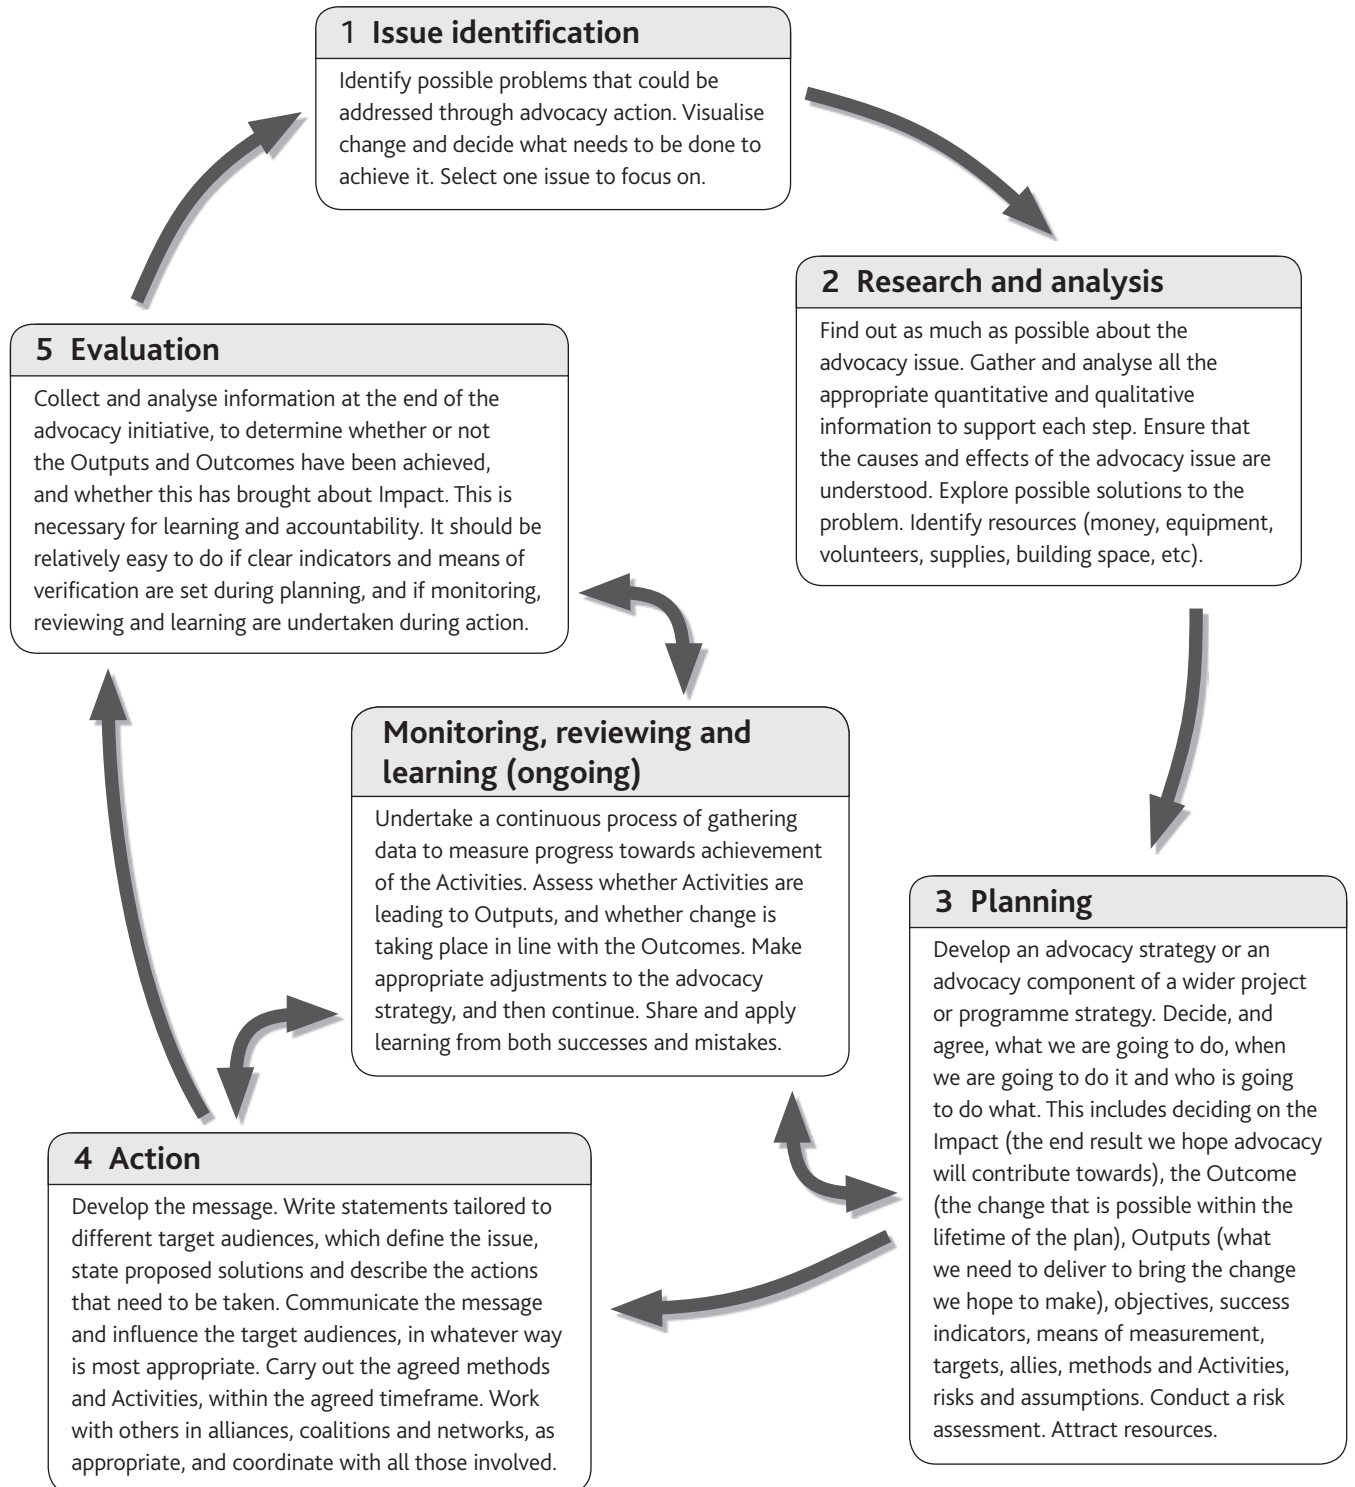 1 Issue identification
Identify possible problems that could be
addressed through advocacy action. Visualise
change and decide what needs to be done to
achieve it. Select one issue to focus on.
2 Research and analysis
Find out as much as possible about the
advocacy issue. Gather and analyse all the
appropriate quantitative and qualitative
information to support each step. Ensure that
the causes and effects of the advocacy issue are
understood. Explore possible solutions to the
problem. Identify resources (money, equipment,
volunteers, supplies, building space, etc).
3 Planning
Develop an advocacy strategy or an
advocacy component of a wider project
or programme strategy. Decide, and
agree, what we are going to do, when
we are going to do it and who is going
to do what. This includes deciding on the
Impact (the end result we hope advocacy
will contribute towards), the Outcome
(the change that is possible within the
lifetime of the plan), Outputs (what
we need to deliver to bring the change
we hope to make), objectives, success
indicators, means of measurement,
targets, allies, methods and Activities,
risks and assumptions. Conduct a risk
assessment. Attract resources.
4 Action
Develop the message. Write statements tailored to
different target audiences, which define the issue,
state proposed solutions and describe the actions
that need to be taken. Communicate the message
and influence the target audiences, in whatever way
is most appropriate. Carry out the agreed methods
and Activities, within the agreed timeframe. Work
with others in alliances, coalitions and networks, as
appropriate, and coordinate with all those involved.
5 Evaluation
Collect and analyse information at the end of the
advocacy initiative, to determine whether or not
the Outputs and Outcomes have been achieved,
and whether this has brought about Impact. This is
necessary for learning and accountability. It should be
relatively easy to do if clear indicators and means of
verification are set during planning, and if monitoring,
reviewing and learning are undertaken during action.
Monitoring, reviewing and
learning (ongoing)
Undertake a continuous process of gathering
data to measure progress towards achievement
of the Activities. Assess whether Activities are
leading to Outputs, and whether change is
taking place in line with the Outcomes. Make
appropriate adjustments to the advocacy
strategy, and then continue. Share and apply
learning from both successes and mistakes.